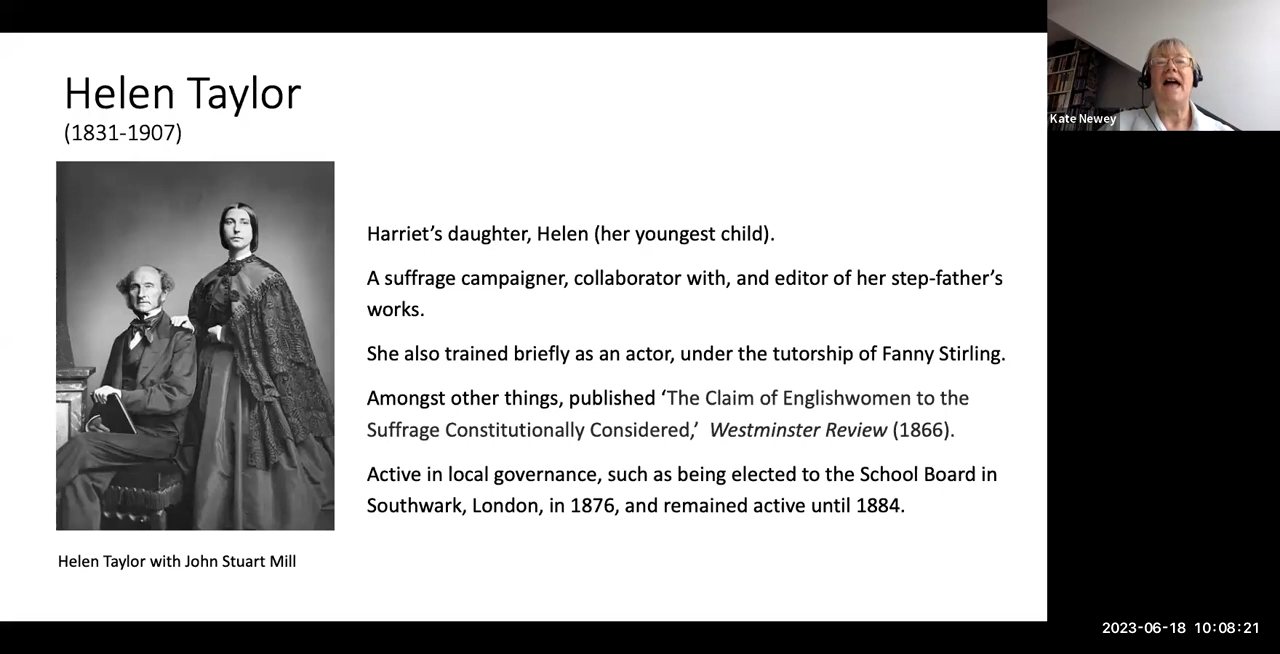 Helen Taylor
(1831-1907)
Harriet’s daughter, Helen (her youngest child).
A suffrage campaigner, collaborator with, and editor of her step-father’s
works.
She also trained briefly as an actor, under the tutorship of Fanny Stirling.
Amongst other things, published ‘The Claim of Englishwomen to the
Suffrage Constitutionally Considered,’ Westminster Review (1866).
Active in local governance, such as being elected to the School Board in
Southwark, London, in 1876, and remained active until 1884.
Helen Taylor with John Stuart Mill
Kate Newey
2023-06-18 10:08:21